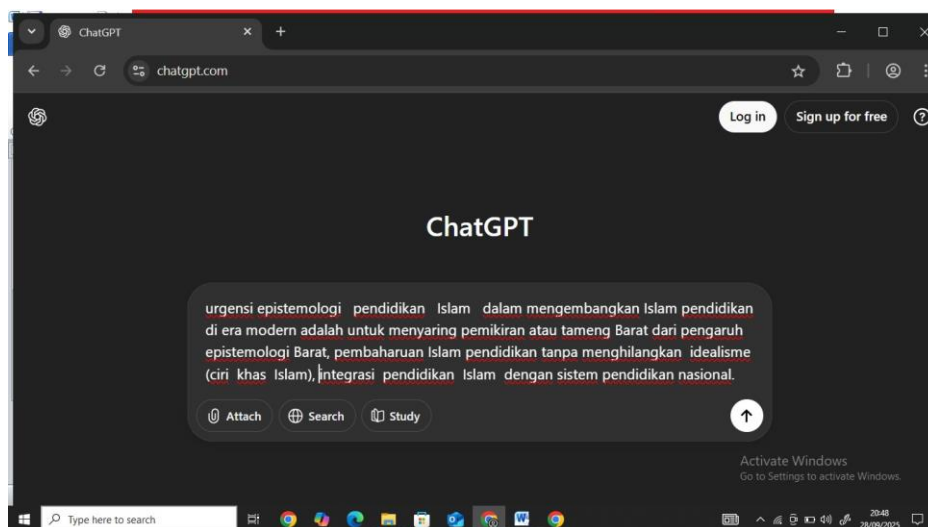 ChatGPT
chatgpt.com
Log in
Sign up for free
ChatGPT
urgensi epistemologi pendidikan Islam dalam mengembangkan Islam pendidikan
di era modern adalah untuk menyaring pemikiran atau tameng Barat dari pengaruh
epistemologi Barat, pembaharuan Islam pendidikan tanpa menghilangkan idealisme
(ciri khas Islam), integrasi pendidikan Islam dengan sistem pendidikan nasional.
Attach
Search
Study
Activate Windows
Go to Settings to activate Windows.
Type here to search
20:48
28/09/2025